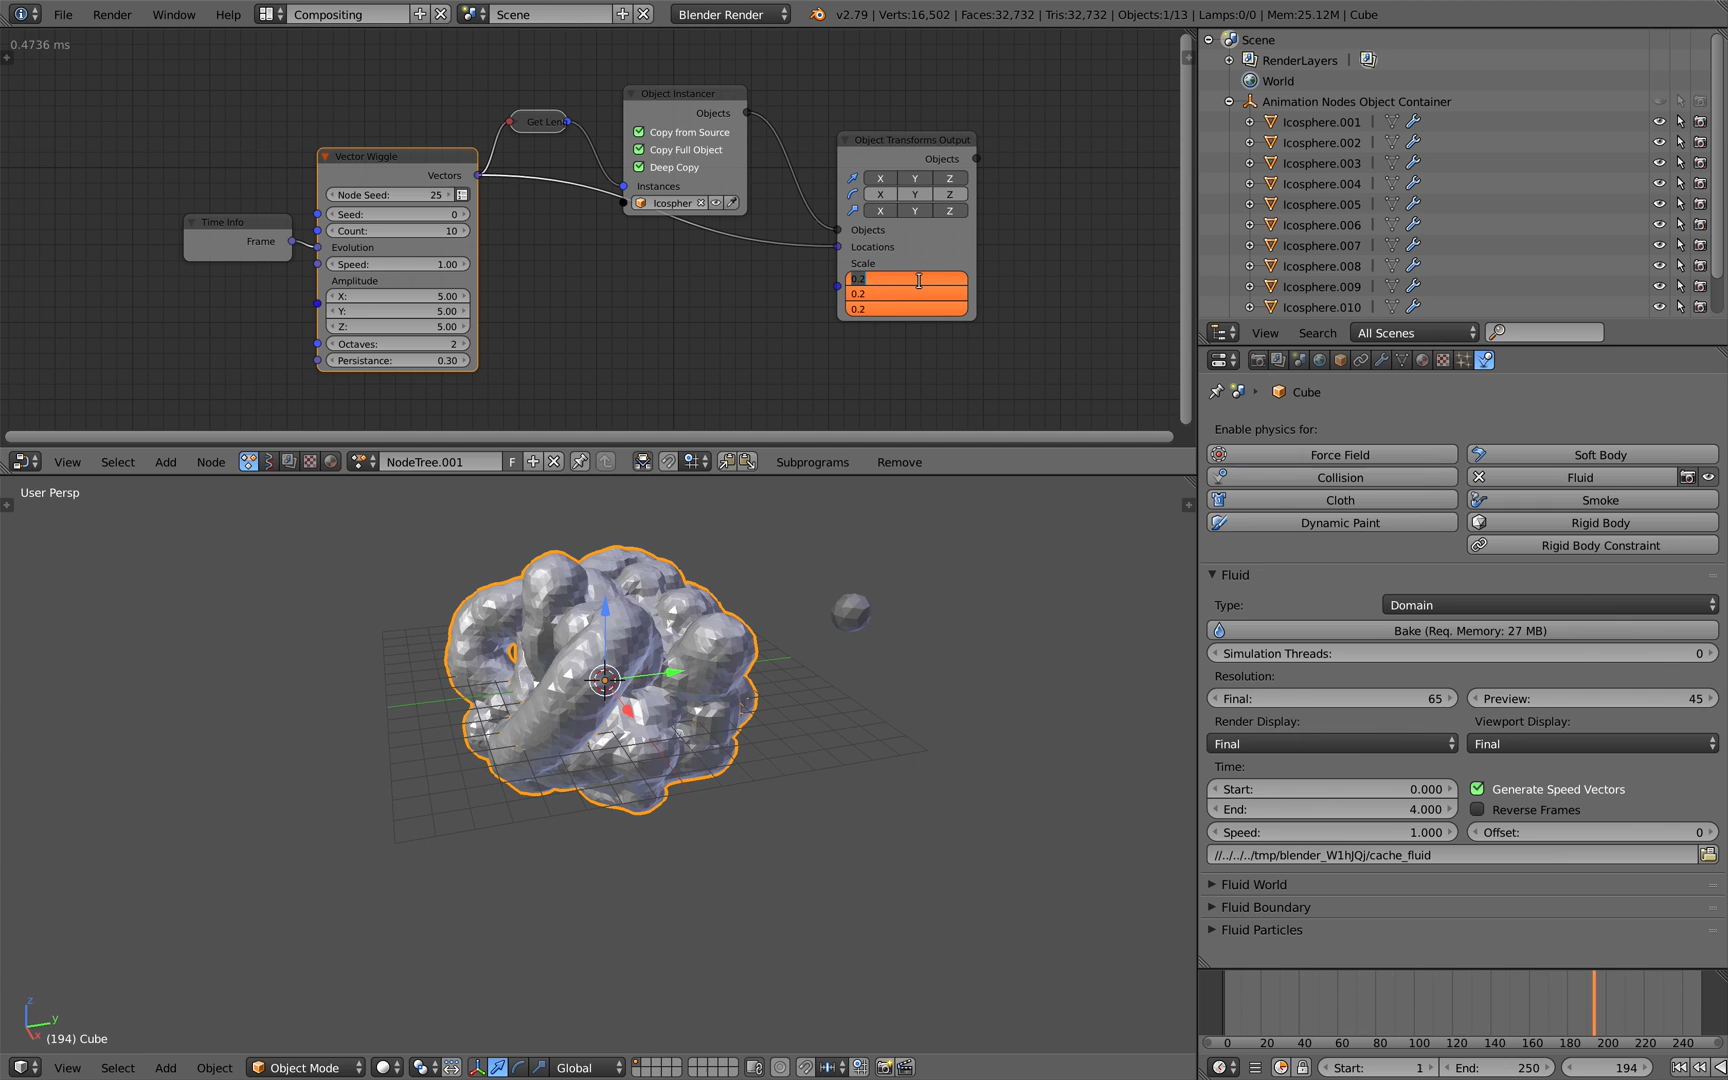 File Render Window Help Compositing Scene Blender Render v2.79 | Verts:16,502 | Faces:32,732 | Tris:32,732 | Objects:1/13 | Lamps:0/0 | Mem:25.12M | Cube
0.4736 ms
Time Info
Frame
Vector Wiggle
Vectors
Node Seed: 25
Seed: 0
Count: 10
Evolution
Speed: 1.00
Amplitude
X: 5.00
Y: 5.00
Z: 5.00
Octaves: 2
Persistance: 0.30
Get Len
Object Instancer
Objects
Copy from Source
Copy Full Object
Deep Copy
Instances
Icospher
Object Transforms Output
Objects
X Y Z
X Y Z
X Y Z
Objects
Locations
Scale
0.2
0.2
0.2
View Select Add Node NodeTree.001 F Subprograms Remove
User Persp
z
y
x
(194) Cube
View Select Add Object Object Mode Global
Scene
RenderLayers |
World
Animation Nodes Object Container
Icosphere.001
Icosphere.002
Icosphere.003
Icosphere.004
Icosphere.005
Icosphere.006
Icosphere.007
Icosphere.008
Icosphere.009
Icosphere.010
View Search All Scenes
Cube
Enable physics for:
Force Field Soft Body
Collision Fluid
Cloth Smoke
Dynamic Paint Rigid Body
Rigid Body Constraint
Fluid
Type: Domain
Bake (Req. Memory: 27 MB)
Simulation Threads: 0
Resolution:
Final: 65 Preview: 45
Render Display: Viewport Display:
Final Final
Time:
Start: 0.000 Generate Speed Vectors
End: 4.000 Reverse Frames
Speed: 1.000 Offset: 0
//../../../tmp/blender_W1hJQj/cache_fluid
Fluid World
Fluid Boundary
Fluid Particles
0 20 40 60 80 100 120 140 160 180 200 220 240
Start: 1 End: 250 194